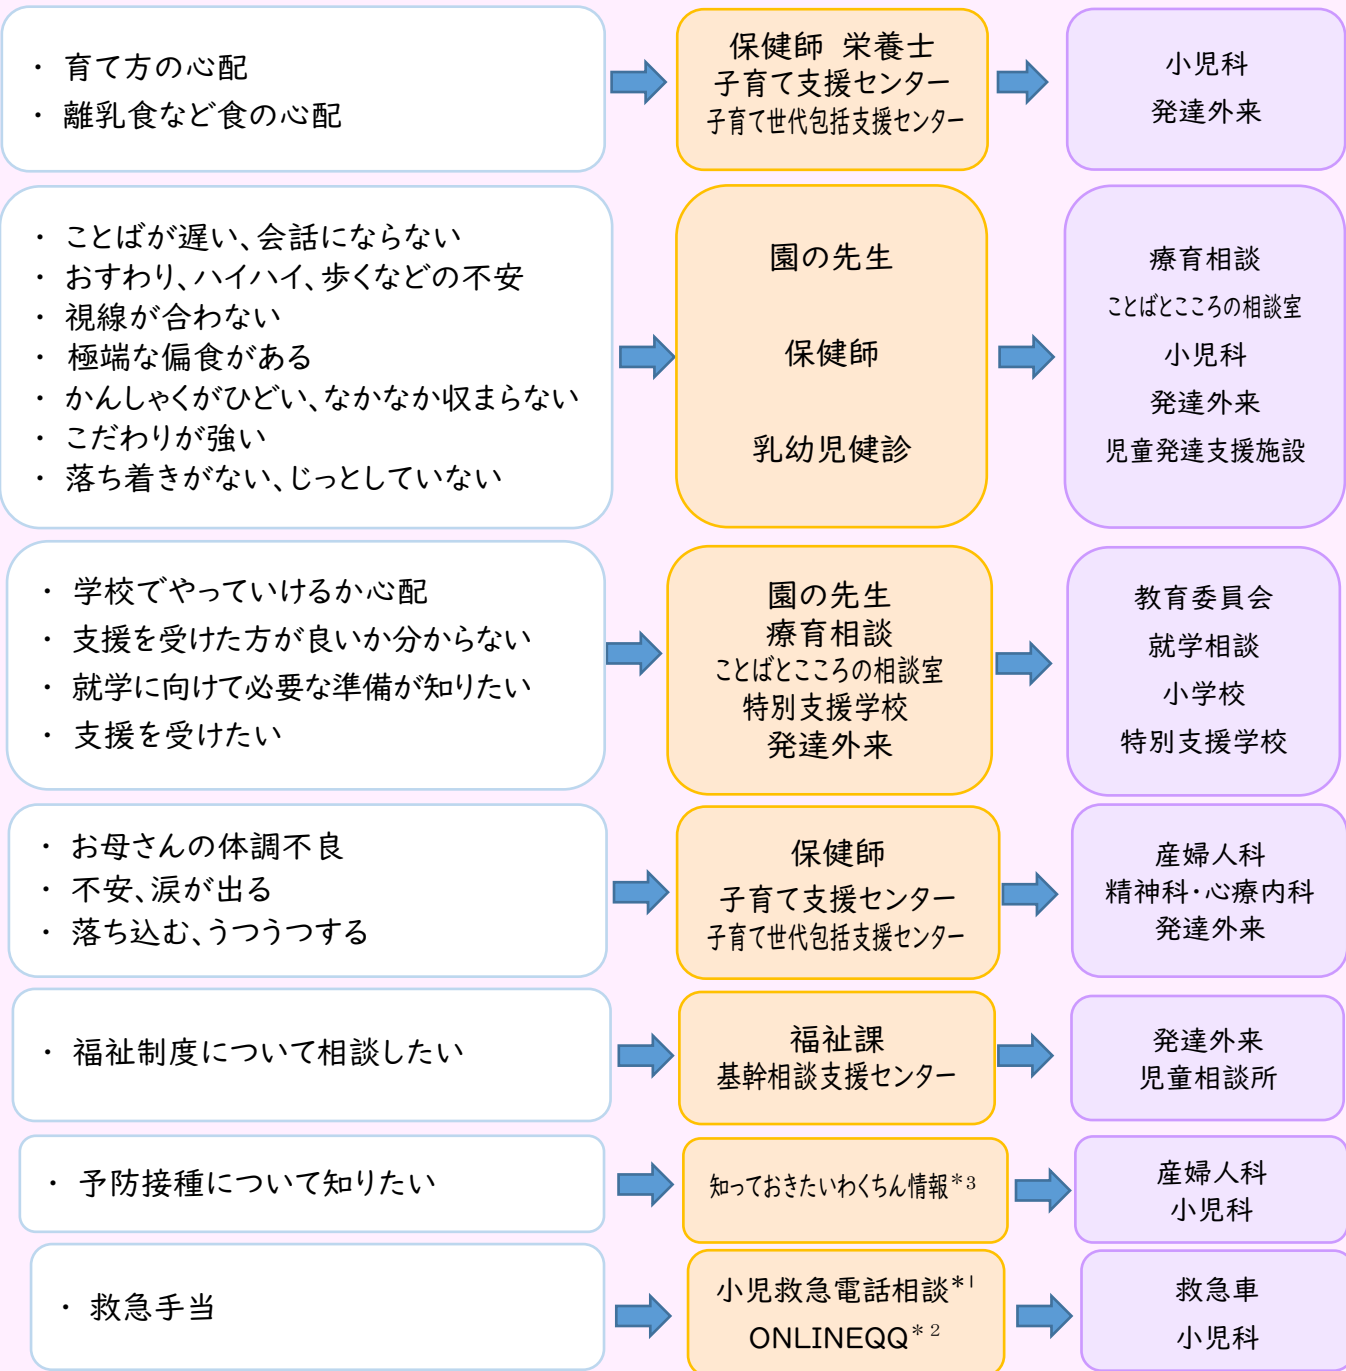 ・ 育て方の心配
・ 離乳食など食の心配
保健師 栄養士
子育て支援センター
子育て世代包括支援センター
小児科
発達外来
・ ことばが遅い、会話にならない
・ おすわり、ハイハイ、歩くなどの不安
・ 視線が合わない
・ 極端な偏食がある
・ かんしゃくがひどい、なかなか収まらない
・ こだわりが強い
・ 落ち着きがない、じっとしていない
園の先生
保健師
乳幼児健診
療育相談
ことばとこころの相談室
小児科
発達外来
児童発達支援施設
・ 学校でやっていけるか心配
・ 支援を受けた方が良いか分からない
・ 就学に向けて必要な準備が知りたい
・ 支援を受けたい
園の先生
療育相談
ことばとこころの相談室
特別支援学校
発達外来
教育委員会
就学相談
小学校
特別支援学校
・ お母さんの体調不良
・ 不安、涙が出る
・ 落ち込む、うつうつする
保健師
子育て支援センター
子育て世代包括支援センター
産婦人科
精神科・心療内科
発達外来
・ 福祉制度について相談したい
福祉課
基幹相談支援センター
発達外来
児童相談所
・ 予防接種について知りたい
知っておきたいわくちん情報*3
産婦人科
小児科
・ 救急手当
小児救急電話相談*1
ONLINEQQ*2
救急車
小児科